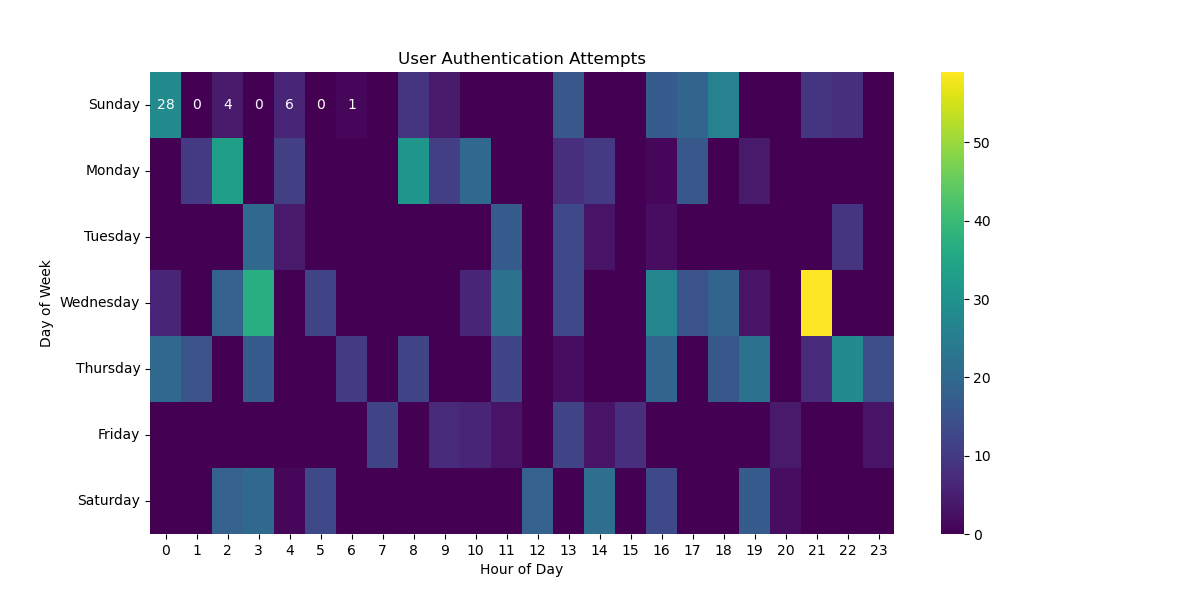 User Authentication Attempts
Sunday
28 0 4 0 6 0 1
Monday
Tuesday
Wednesday
Thursday
Friday
Saturday
Day of Week
0 1 2 3 4 5 6 7 8 9 10 11 12 13 14 15 16 17 18 19 20 21 22 23
Hour of Day
50
40
30
20
10
0